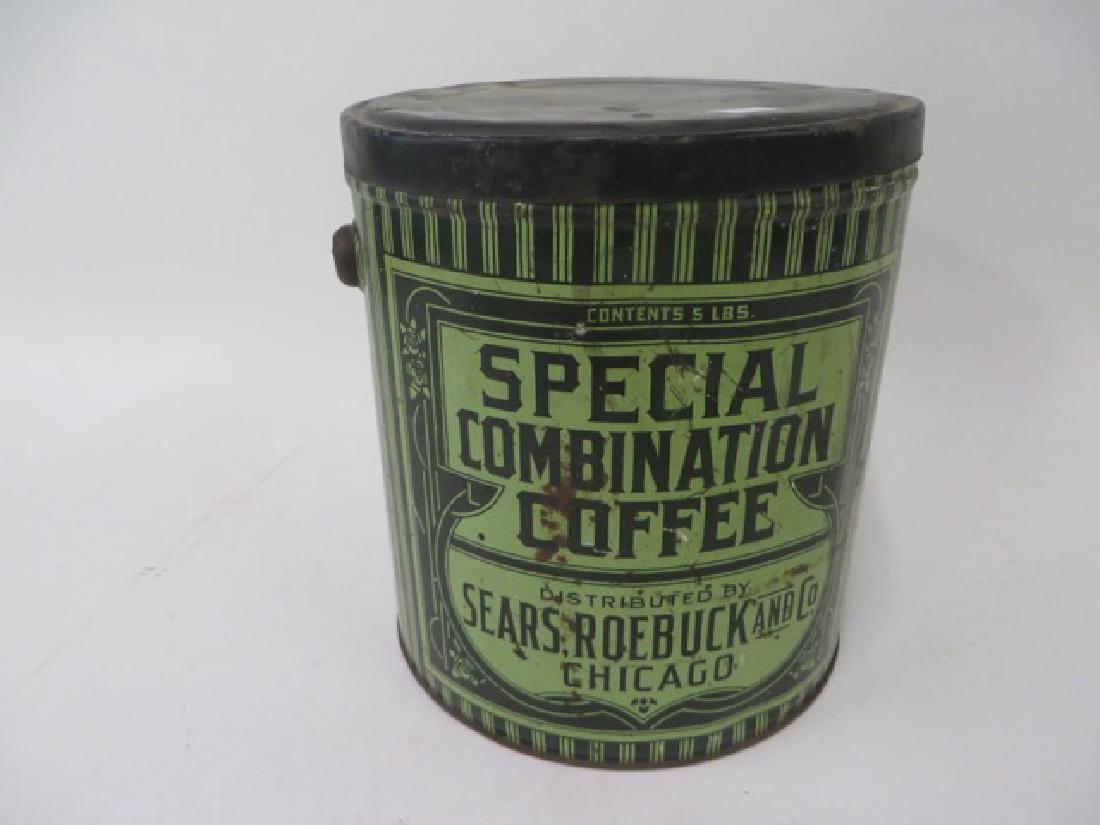 CONTENTS 5 LBS.
SPECIAL
COMBINATION
COFFEE
DISTRIBUTED BY
SEARS, ROEBUCK AND CO
CHICAGO